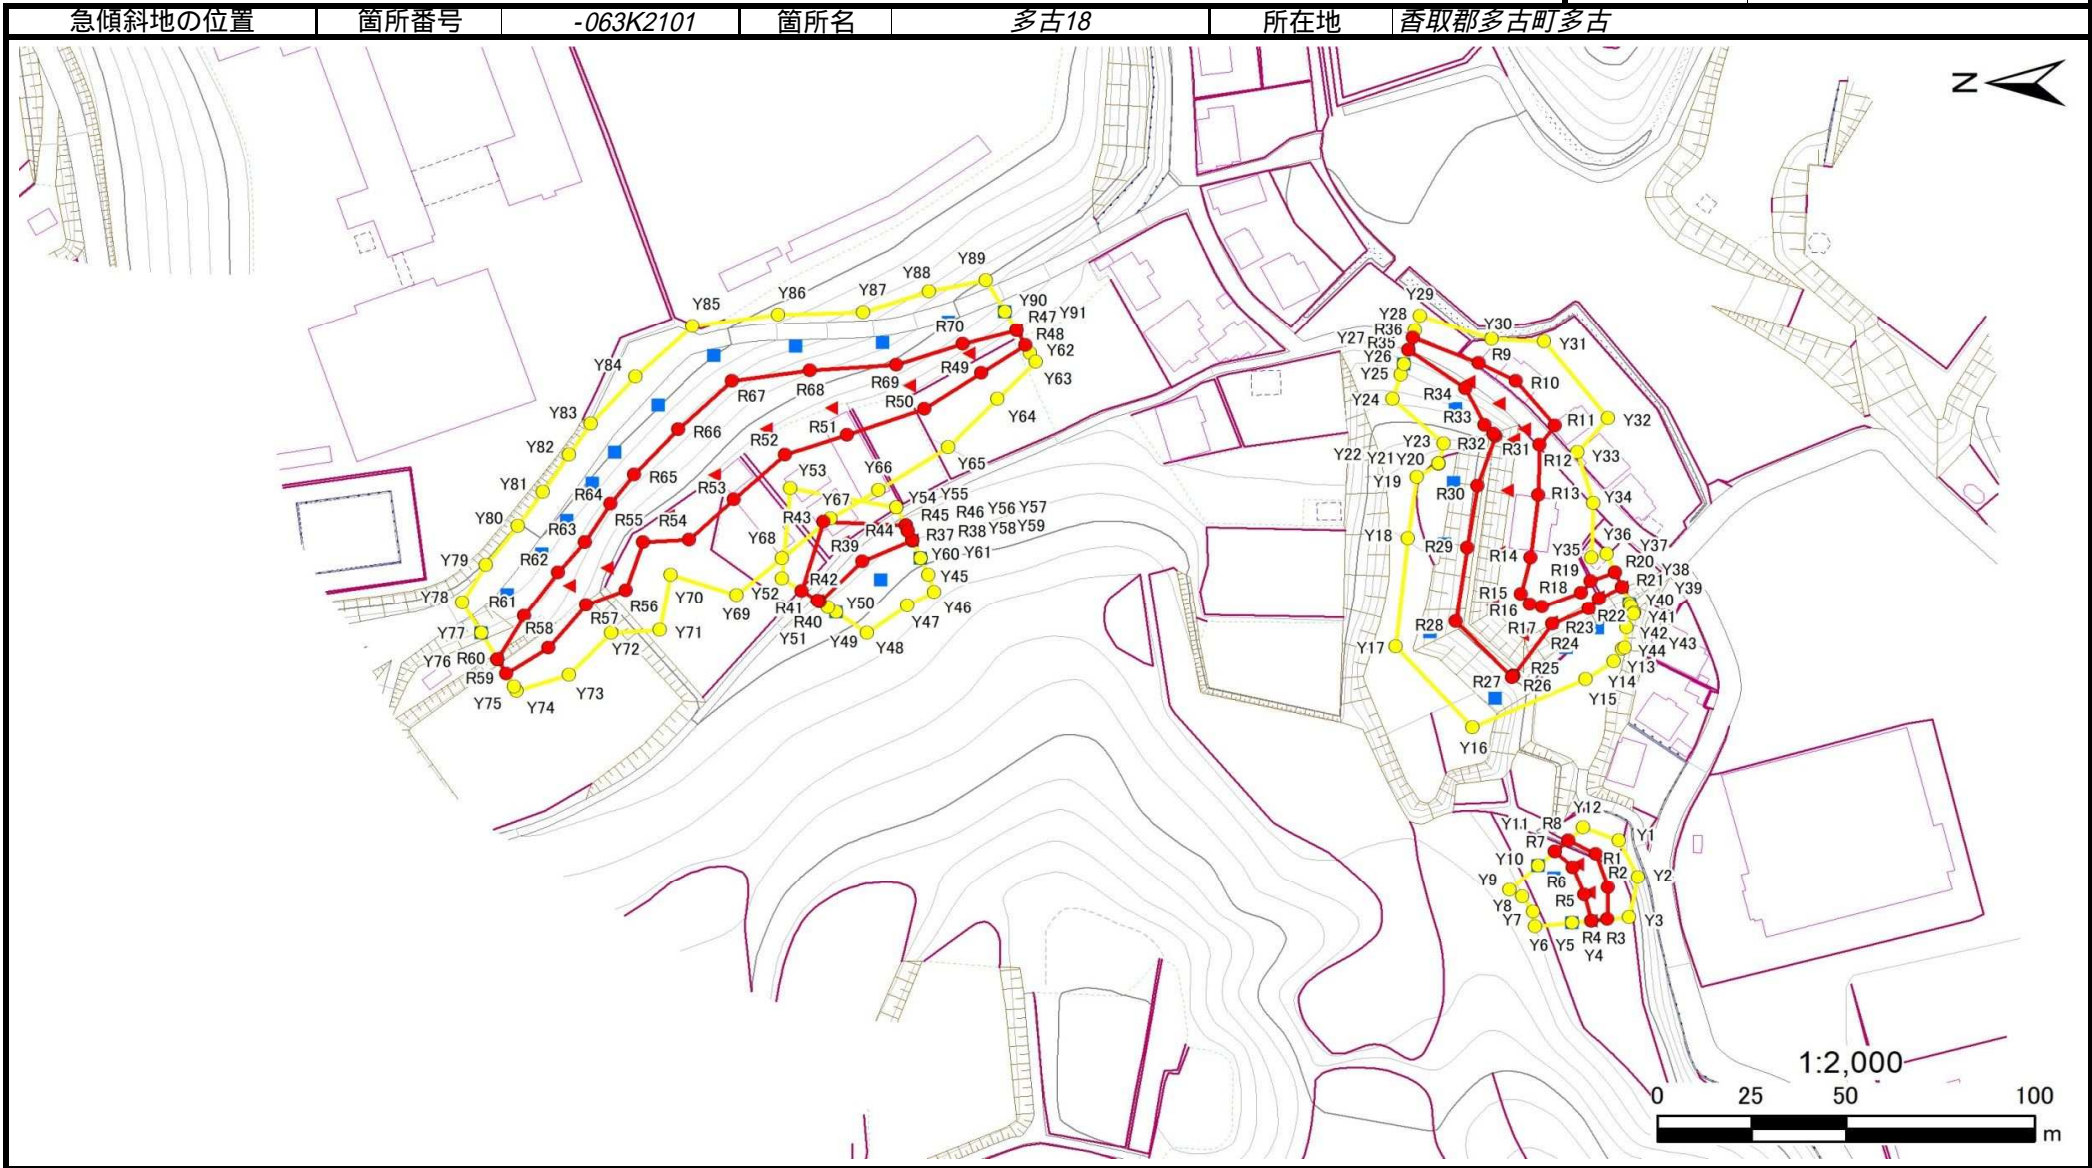 急傾斜地の位置 箇所番号 -063K2101 箇所名 多古18 所在地 香取郡多古町多古
N
Y89
Y88
Y87
Y86
Y85
Y90
R47 Y91
R70
R48
Y62
Y63
R49
R69
R68
R67
Y84
R50
Y64
Y83
R66
R51
R52
Y65
Y82
R65
Y53
Y66
Y81
R64
R53
Y67
Y54 Y55
R43
R45 R46 Y56 Y57
Y80
R63
R55
R54
R44
R37 R38 Y58 Y59
Y68
R39
Y60 Y61
Y79
R62
Y45
R42
Y52
Y78
R61
R56
Y70
Y69
R41
R40
Y50
Y46
Y47
Y51
Y49
Y48
Y77
R58
R57
Y71
Y72
Y76
R60
R59
Y73
Y75
Y74
Y29
Y28
Y27
R36
R35
Y26
Y25
Y30
Y31
R9
R10
R34
Y24
R33
R11
Y32
Y23
R32
R31
R12
Y33
Y22 Y21 Y20
Y19
R30
R13
Y34
Y18
R29
R14
Y35
Y36
Y37
R19
R20
Y38
R15
R18
R21
Y39
R16
Y40
R28
R17
R22
Y41
R23
Y42
Y43
R24
Y44
Y17
R25
Y13
R27
R26
Y14
Y15
Y16
Y12
Y11
R8
Y1
R7
Y10
R1
R2
Y2
Y9
R6
Y8
R5
Y7
Y3
Y6
Y5
R4
R3
Y4
1:2,000
0 25 50 100
m